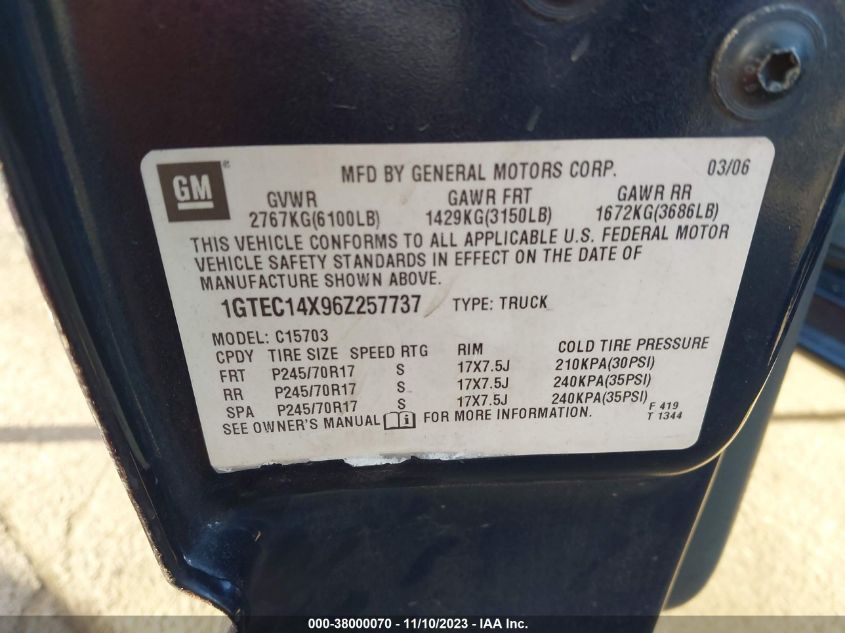 GM ® MFD BY GENERAL MOTORS CORP. 03/06
GVWR GAWR FRT GAWR RR
2767KG(6100LB) 1429KG(3150LB) 1672KG(3686LB)
THIS VEHICLE CONFORMS TO ALL APPLICABLE U.S. FEDERAL MOTOR
VEHICLE SAFETY STANDARDS IN EFFECT ON THE DATE OF
MANUFACTURE SHOWN ABOVE.
1GTEC14X96Z257737 TYPE: TRUCK
MODEL: C15703
CPDY TIRE SIZE SPEED RTG RIM COLD TIRE PRESSURE
FRT P245/70R17 S 17X7.5J 210KPA(30PSI)
RR P245/70R17 S 17X7.5J 240KPA(35PSI)
SPA P245/70R17 S 17X7.5J 240KPA(35PSI)
SEE OWNER'S MANUAL FOR MORE INFORMATION.
F 419
T 1344
000-38000070 - 11/10/2023 - IAA Inc.